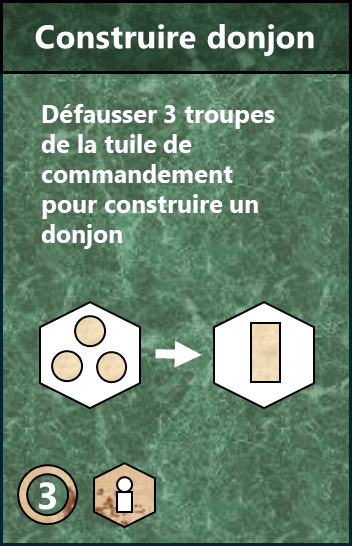 Construire donjon
Défausser 3 troupes
de la tuile de
commandement
pour construire un
donjon
3